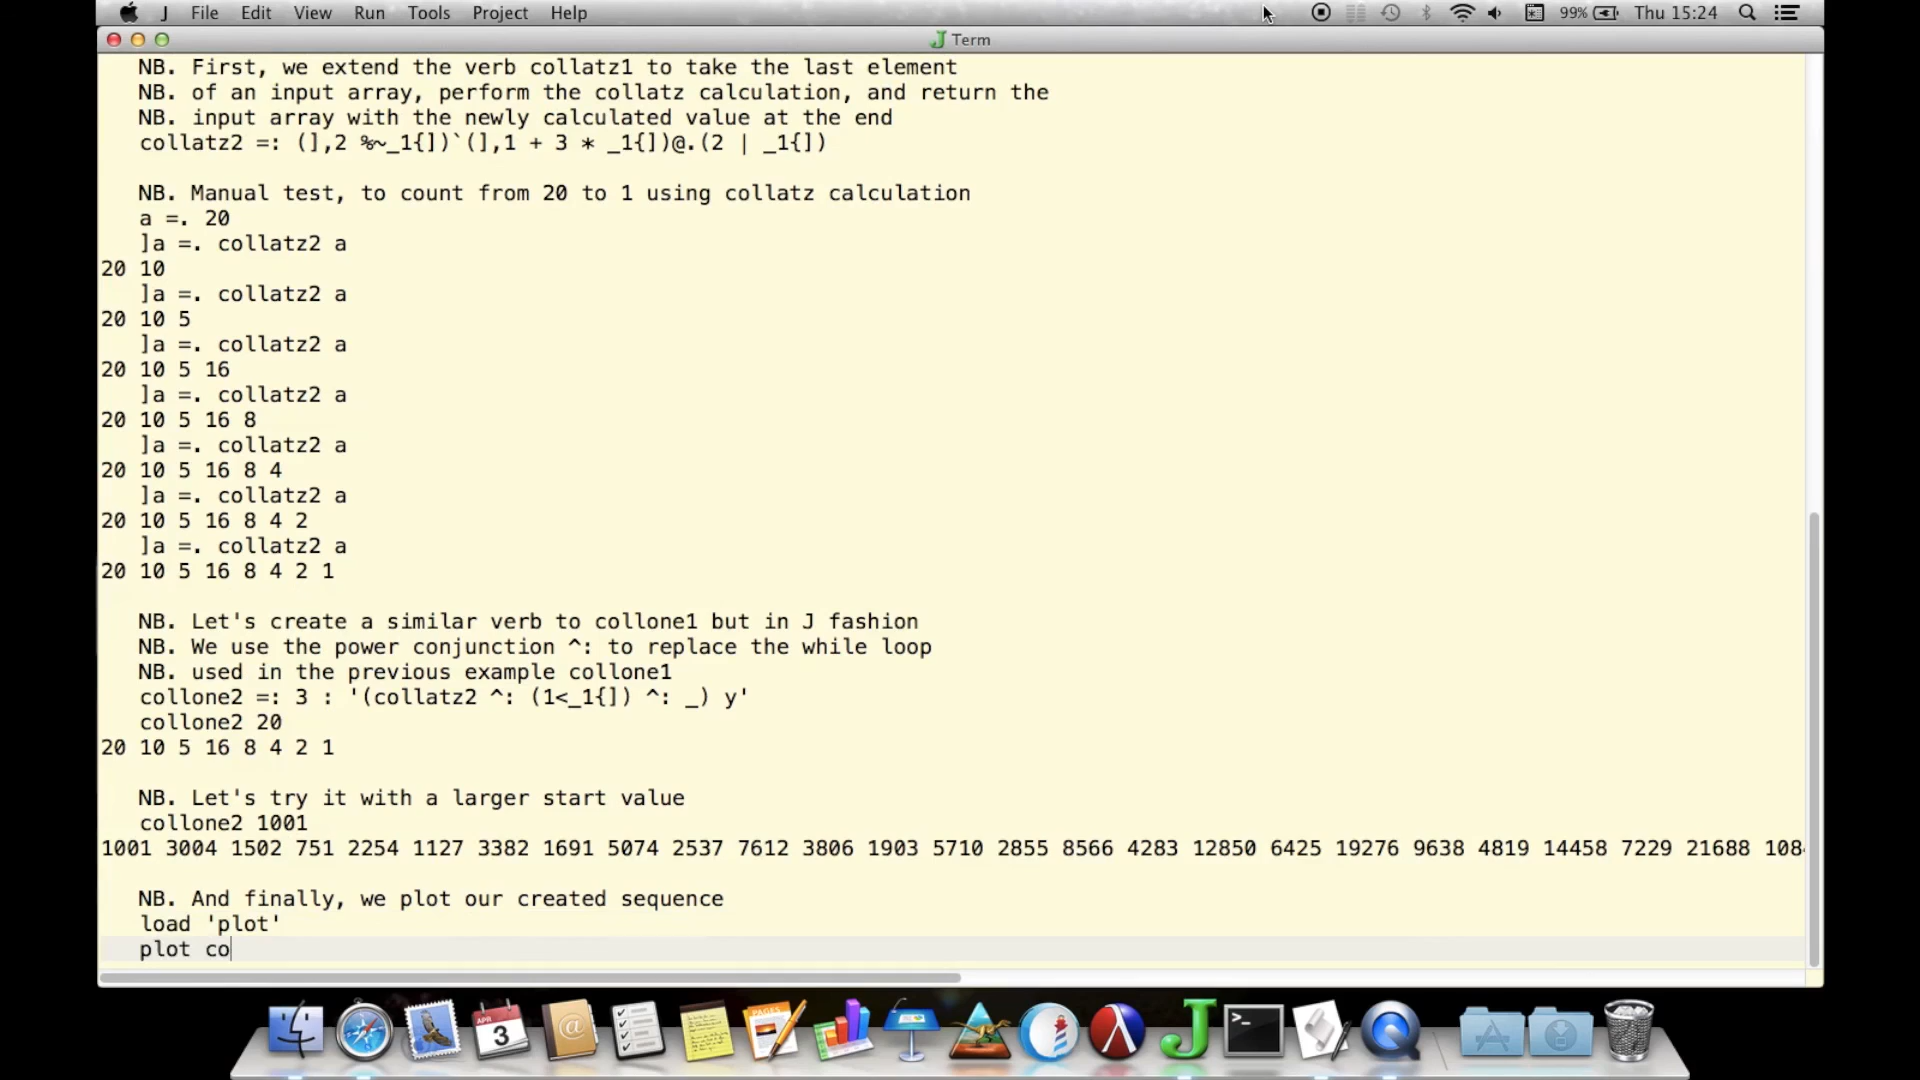 J File Edit View Run Tools Project Help 99% Thu 15:24
Term
NB. First, we extend the verb collatz1 to take the last element
NB. of an input array, perform the collatz calculation, and return the
NB. input array with the newly calculated value at the end
collatz2 =: (],2 %~_1{])`(],1 + 3 * _1{])@.(2 | _1{])
NB. Manual test, to count from 20 to 1 using collatz calculation
a =. 20
]a =. collatz2 a
20 10
]a =. collatz2 a
20 10 5
]a =. collatz2 a
20 10 5 16
]a =. collatz2 a
20 10 5 16 8
]a =. collatz2 a
20 10 5 16 8 4
]a =. collatz2 a
20 10 5 16 8 4 2
]a =. collatz2 a
20 10 5 16 8 4 2 1
NB. Let's create a similar verb to collone1 but in J fashion
NB. We use the power conjunction ^: to replace the while loop
NB. used in the previous example collone1
collone2 =: 3 : '(collatz2 ^: (1<_1{]) ^: _) y'
collone2 20
20 10 5 16 8 4 2 1
NB. Let's try it with a larger start value
collone2 1001
1001 3004 1502 751 2254 1127 3382 1691 5074 2537 7612 3806 1903 5710 2855 8566 4283 12850 6425 19276 9638 4819 14458 7229 21688 108
NB. And finally, we plot our created sequence
load 'plot'
plot co
APR
3
PAGES